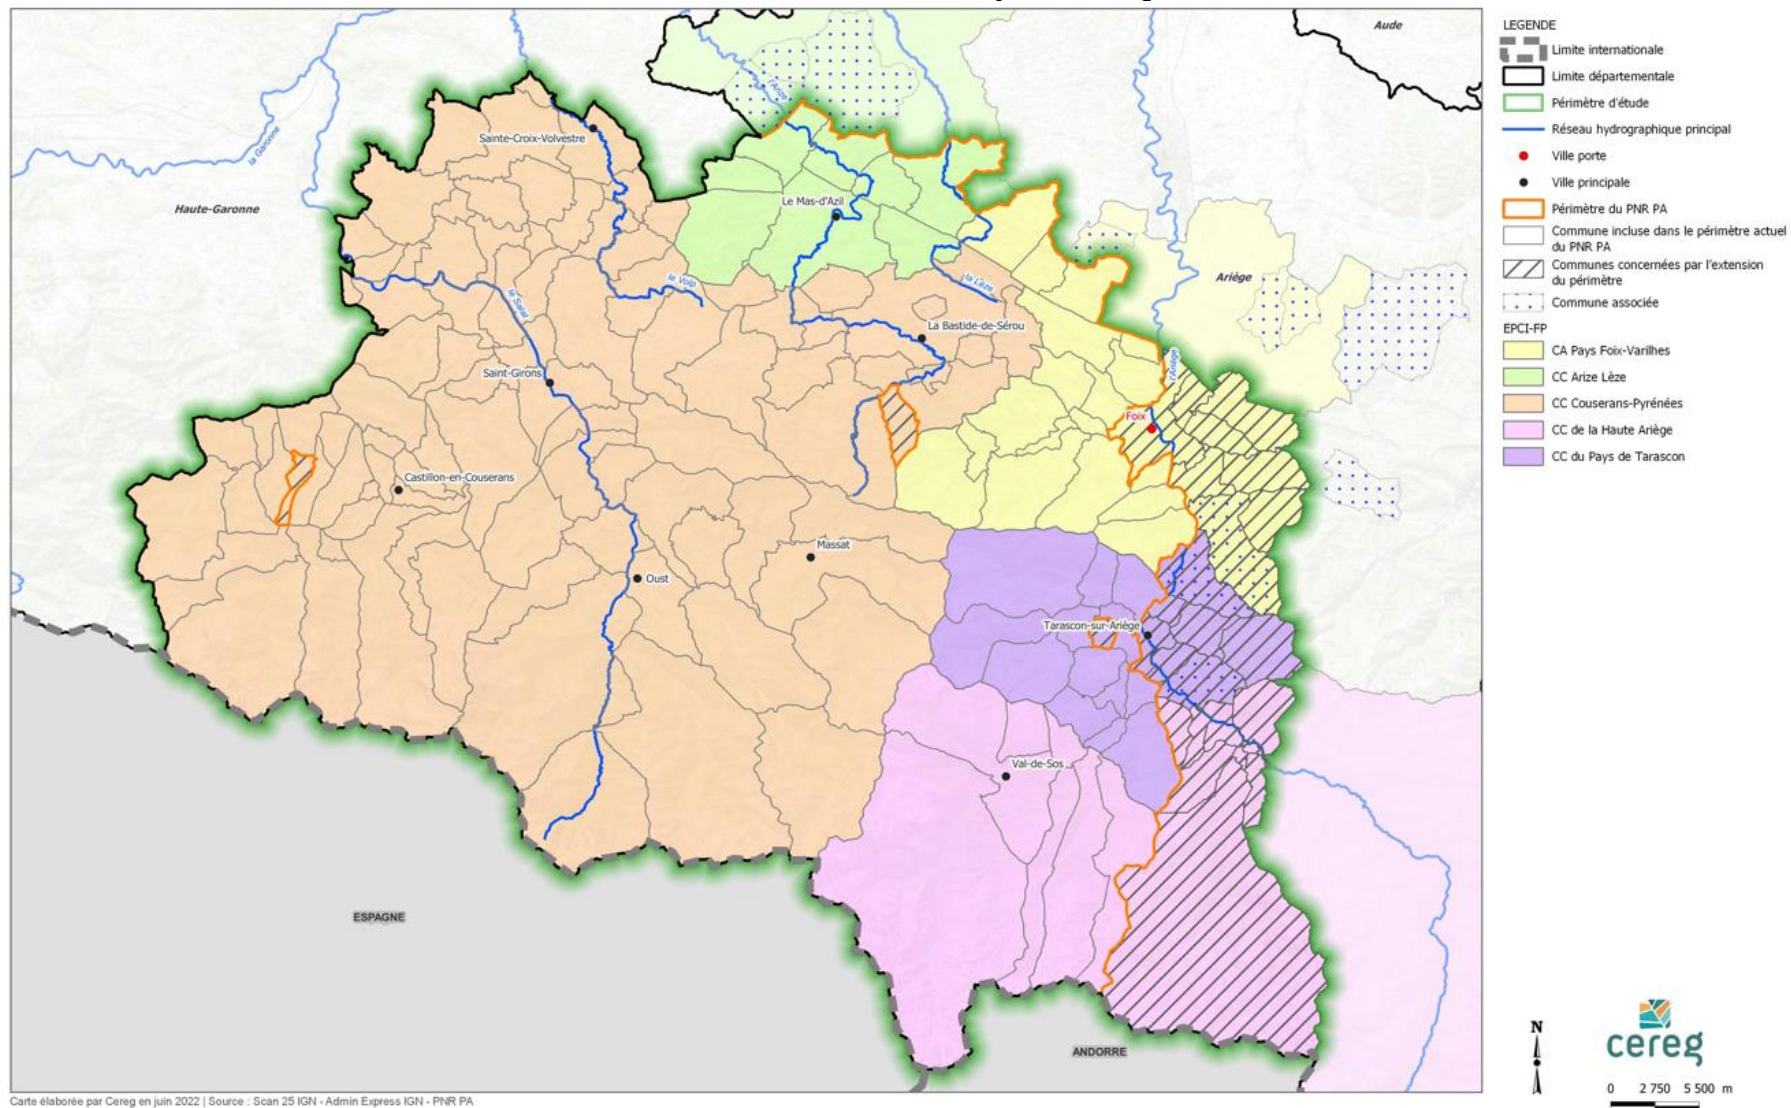 Aude
la Garonne
l'Arize
Sainte-Croix-Volvestre
Haute-Garonne
Le Mas-d'Azil
Ariège
le Volp
la Lèze
le Salat
La Bastide-de-Sérou
l'Ariège
Saint-Girons
Foix
Castillon-en-Couserans
Massat
Oust
Tarascon-sur-Ariège
Val-de-Sos
ESPAGNE
ANDORRE
LEGENDE
Limite internationale
Limite départementale
Périmètre d'étude
Réseau hydrographique principal
Ville porte
Ville principale
Périmètre du PNR PA
Commune incluse dans le périmètre actuel
du PNR PA
Communes concernées par l'extension
du périmètre
Commune associée
EPCI-FP
CA Pays Foix-Varilhes
CC Arize Lèze
CC Couserans-Pyrénées
CC de la Haute Ariège
CC du Pays de Tarascon
N
cereg
0 2 750 5 500 m
Carte élaborée par Cereg en juin 2022 | Source : Scan 25 IGN - Admin Express IGN - PNR PA